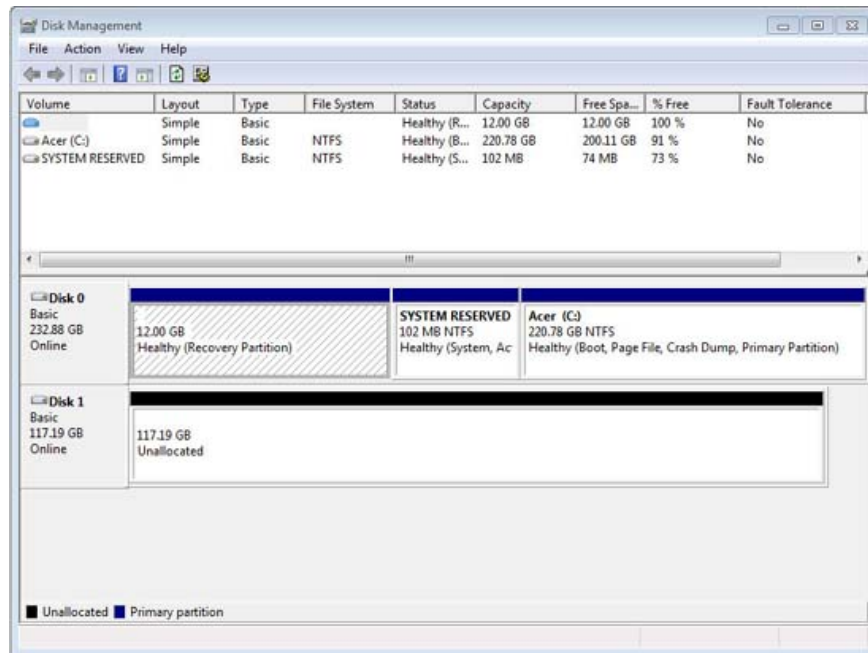 Disk Management
File Action View Help
Volume Layout Type File System Status Capacity Free Spa... % Free Fault Tolerance
Simple Basic Healthy (R... 12.00 GB 12.00 GB 100 % No
Acer (C:) Simple Basic NTFS Healthy (B... 220.78 GB 200.11 GB 91 % No
SYSTEM RESERVED Simple Basic NTFS Healthy (S... 102 MB 74 MB 73 % No
Disk 0
Basic
232.88 GB
Online
12.00 GB
Healthy (Recovery Partition)
SYSTEM RESERVED
102 MB NTFS
Healthy (System, Ac
Acer (C:)
220.78 GB NTFS
Healthy (Boot, Page File, Crash Dump, Primary Partition)
Disk 1
Basic
117.19 GB
Online
117.19 GB
Unallocated
Unallocated Primary partition